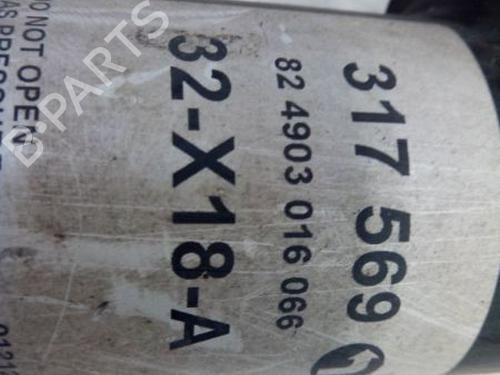 317 569
82 4903 016 066
32-X18-A
DO NOT OPEN
B-PARTS